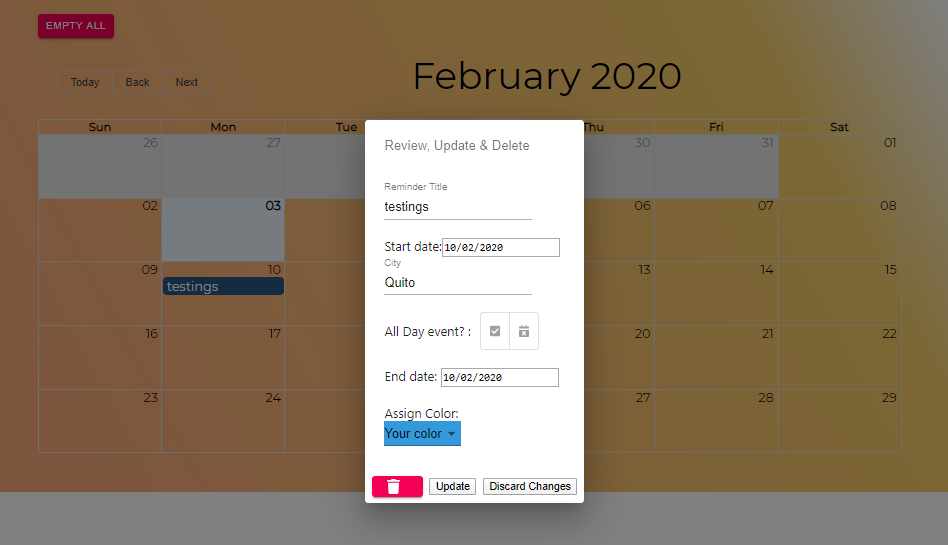 EMPTY ALL
Today Back Next
February 2020
Sun Mon Tue Thu Fri Sat
26 27 30 31 01
02 03 06 07 08
09 10 13 14 15
testings
16 17 20 21 22
23 24 27 28 29
Review, Update & Delete
Reminder Title
testings
Start date: 10/02/2020
City
Quito
All Day event? :
End date: 10/02/2020
Assign Color:
Your color
Update Discard Changes